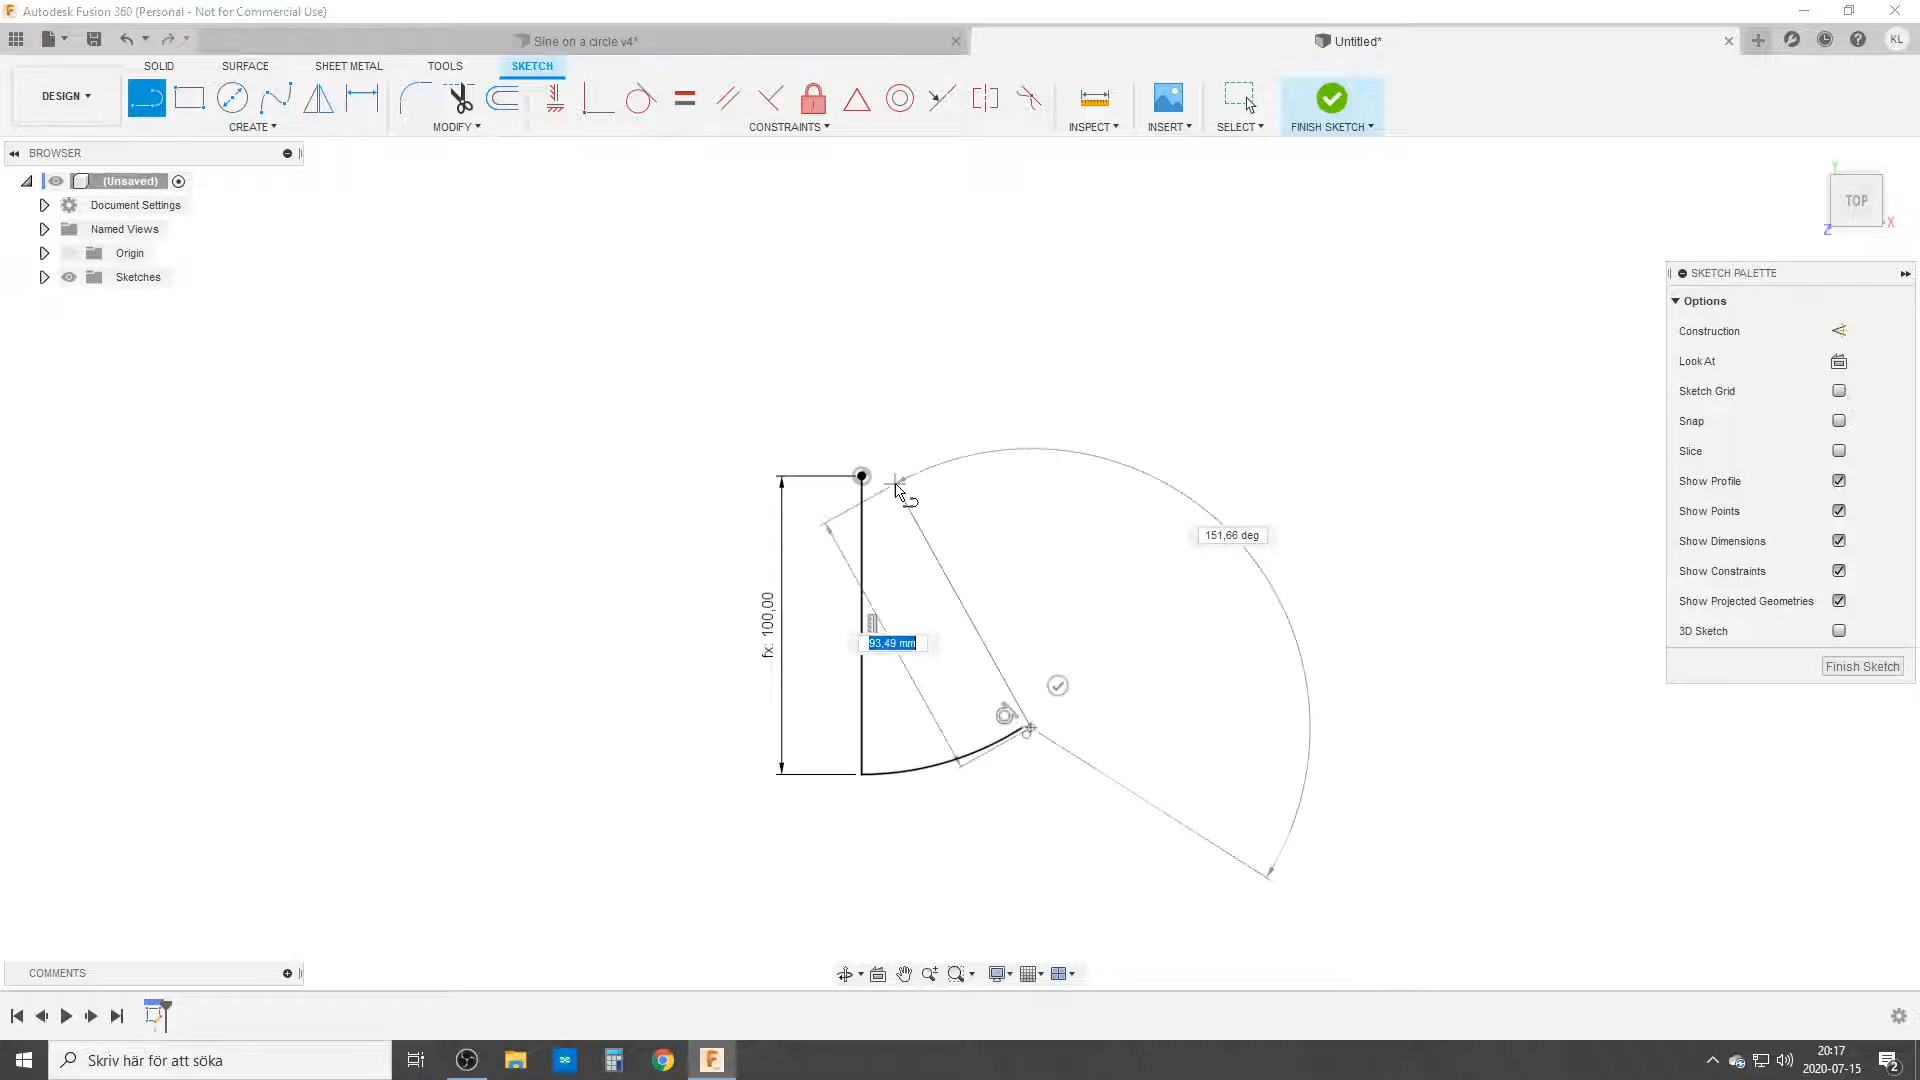 Autodesk Fusion 360 (Personal - Not for Commercial Use)
Sine on a circle v4*
Untitled*
KL
SOLID
SURFACE
SHEET METAL
TOOLS
SKETCH
DESIGN
CREATE
MODIFY
CONSTRAINTS
INSPECT
INSERT
SELECT
FINISH SKETCH
BROWSER
(Unsaved)
Document Settings
Named Views
Origin
Sketches
Y
TOP
X
Z
SKETCH PALETTE
Options
Construction
Look At
Sketch Grid
Snap
Slice
Show Profile
Show Points
Show Dimensions
Show Constraints
Show Projected Geometries
3D Sketch
Finish Sketch
151,66 deg
fx: 100,00
93,49 mm
COMMENTS
Skriv här för att söka
20:17
2020-07-15
2